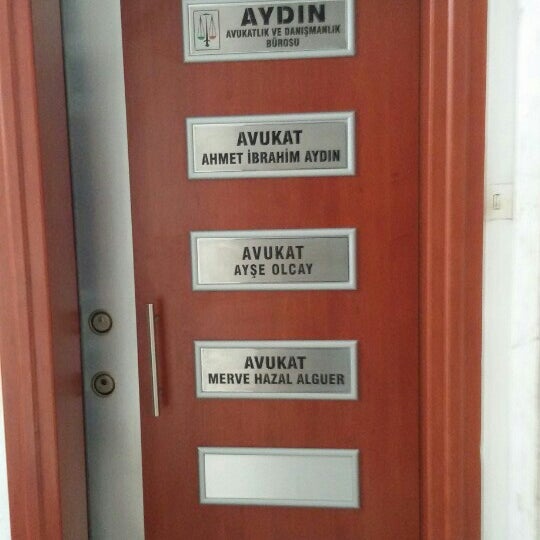 AYDIN
AVUKATLIK VE DANIŞMANLIK
BÜROSU
AVUKAT
AHMET İBRAHİM AYDIN
AVUKAT
AYŞE OLCAY
AVUKAT
MERVE HAZAL ALGUER